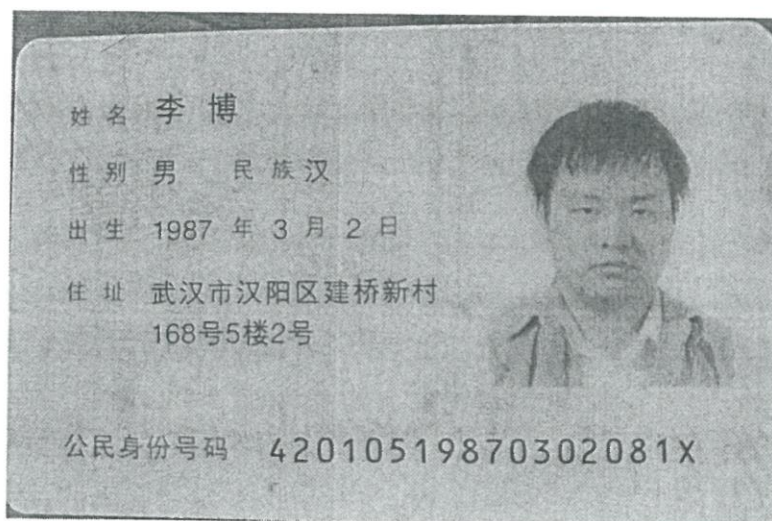 姓名 李博
性别 男 民族 汉
出生 1987 年 3 月 2 日
住址 武汉市汉阳区建桥新村
168号5楼2号
公民身份号码 42010519870302081X